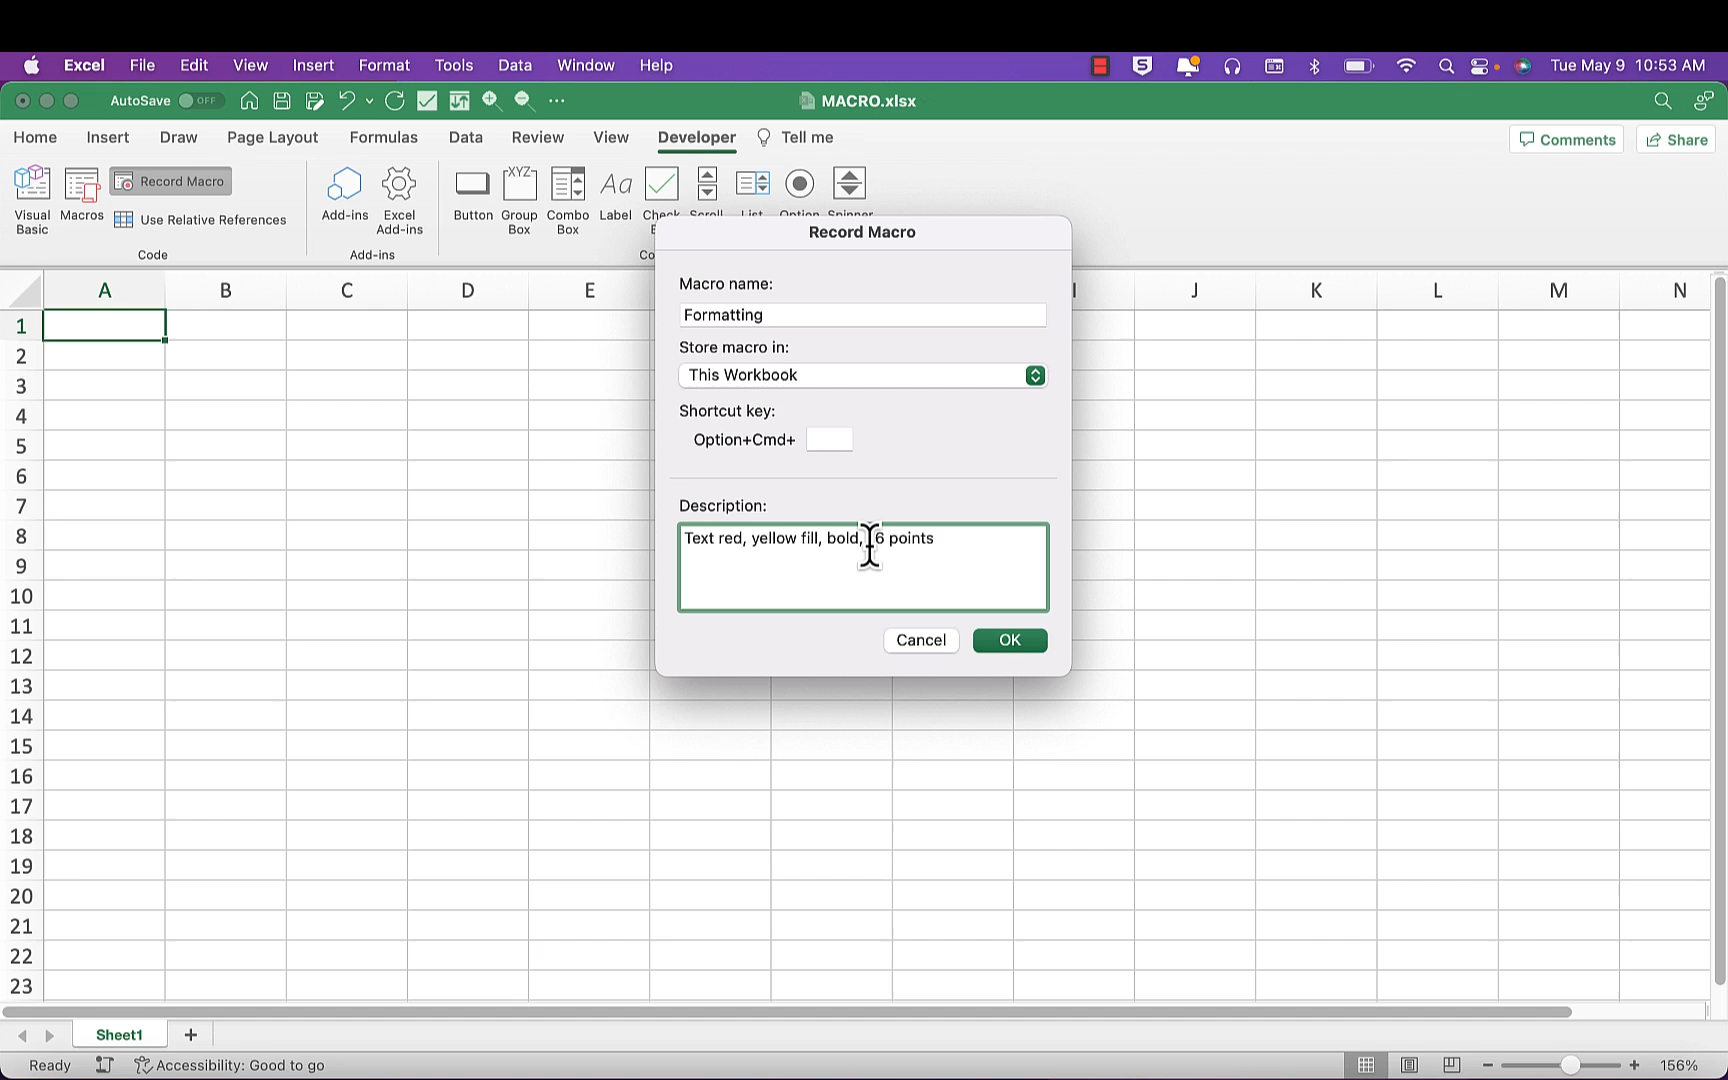 Excel File Edit View Insert Format Tools Data Window Help Tue May 9 10:53 AM
AutoSave OFF MACRO.xlsx
Home Insert Draw Page Layout Formulas Data Review View Developer Tell me Comments Share
XYZ Aa
Record Macro
Visual Basic Macros Use Relative References Add-ins Excel Add-ins Button Group Box Combo Box Label
Code Add-ins
Record Macro
Macro name:
Formatting
Store macro in:
This Workbook
Shortcut key:
Option+Cmd+
Description:
Text red, yellow fill, bold, 6 points
Cancel OK
A B C D E J K L M N
1
2
3
4
5
6
7
8
9
10
11
12
13
14
15
16
17
18
19
20
21
22
23
Sheet1 +
Ready Accessibility: Good to go 156%